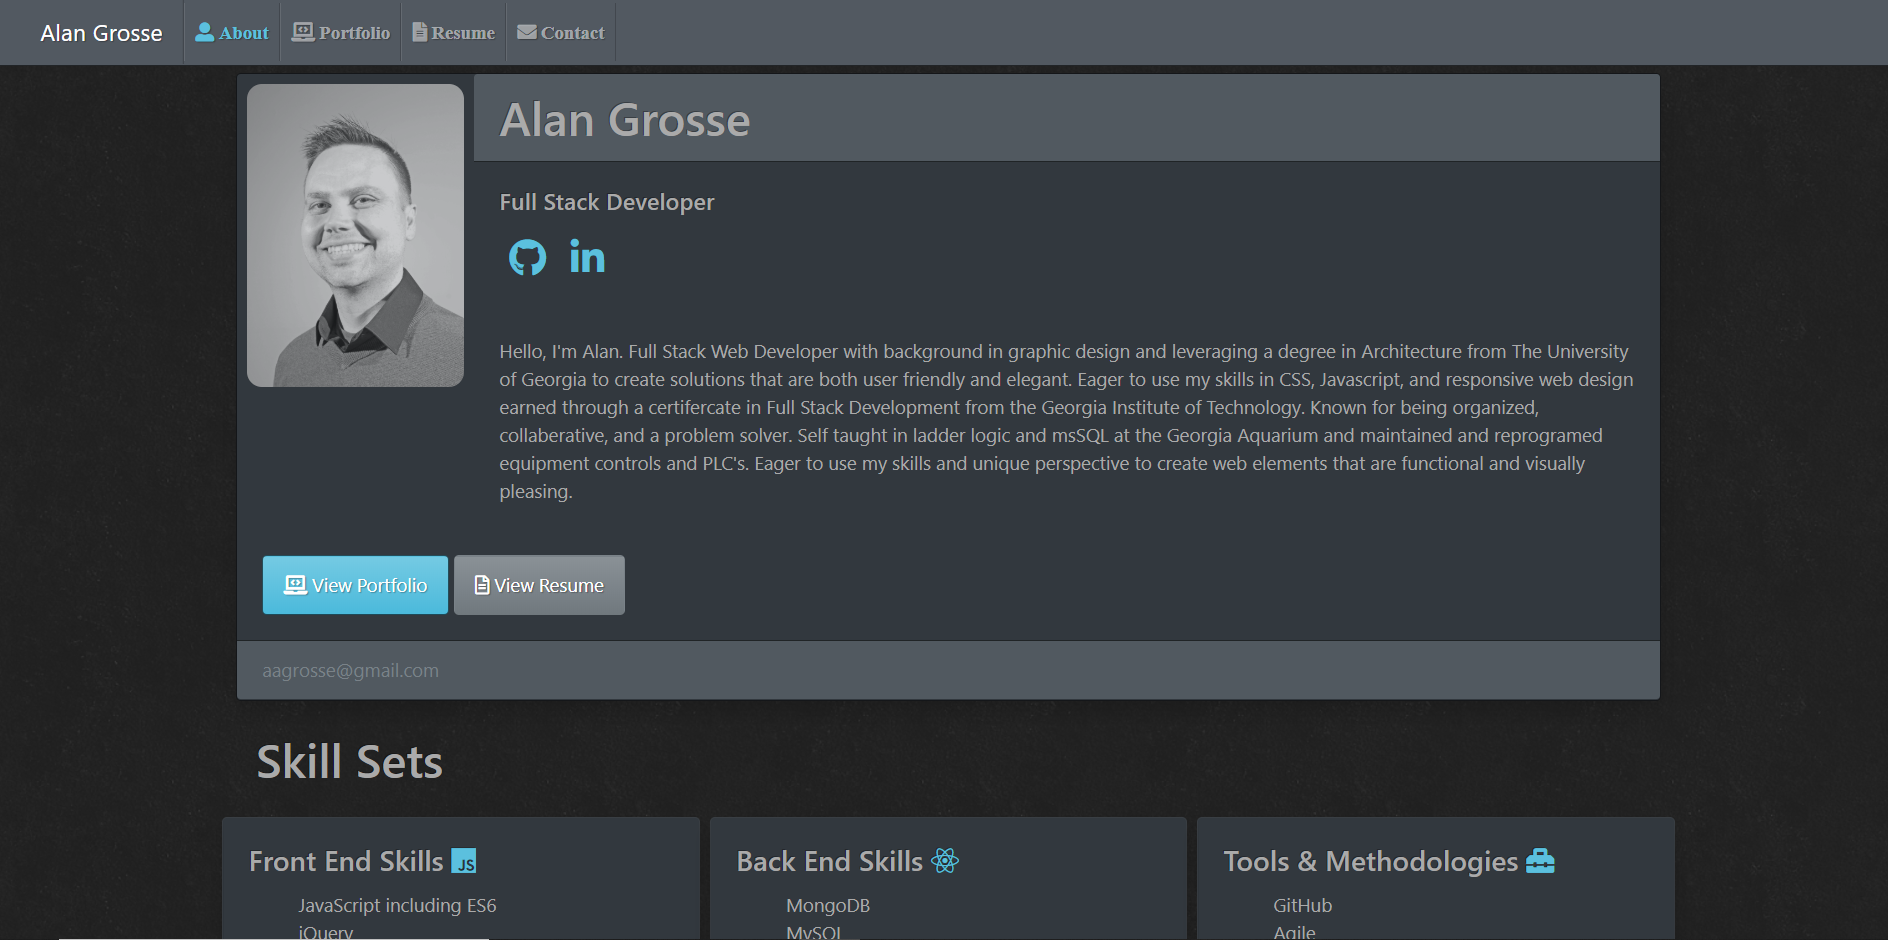 Alan Grosse
About
Portfolio
Resume
Contact
Alan Grosse
Full Stack Developer
in
Hello, I'm Alan. Full Stack Web Developer with background in graphic design and leveraging a degree in Architecture from The University
of Georgia to create solutions that are both user friendly and elegant. Eager to use my skills in CSS, Javascript, and responsive web design
earned through a certifercate in Full Stack Development from the Georgia Institute of Technology. Known for being organized,
collaberative, and a problem solver. Self taught in ladder logic and msSQL at the Georgia Aquarium and maintained and reprogramed
equipment controls and PLC's. Eager to use my skills and unique perspective to create web elements that are functional and visually
pleasing.
View Portfolio
View Resume
aagrosse@gmail.com
Skill Sets
Front End Skills JS
JavaScript including ES6
jQuery
Back End Skills
MongoDB
MySQL
Tools & Methodologies
GitHub
Agile